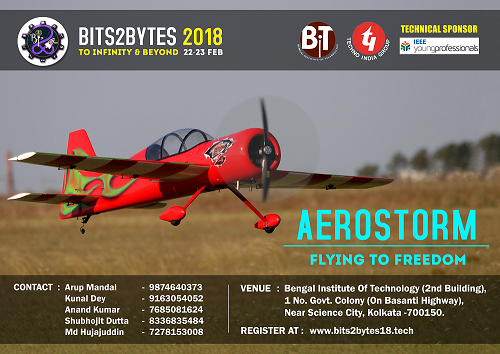 BITS2BYTES 2018
TO INFINITY & BEYOND 22-23 FEB
BIT
TECHNO INDIA GROUP
TECHNICAL SPONSOR
IEEE
youngprofessionals
AEROSTORM
FLYING TO FREEDOM
CONTACT : Arup Mandal - 9874640373
Kunal Dey - 9163054052
Anand Kumar - 7685081624
Shubhojit Dutta - 8336835484
Md Hujajuddin - 7278153008
VENUE : Bengal Institute Of Technology (2nd Building),
1 No. Govt. Colony (On Basanti Highway),
Near Science City, Kolkata -700150.
REGISTER AT : www.bits2bytes18.tech